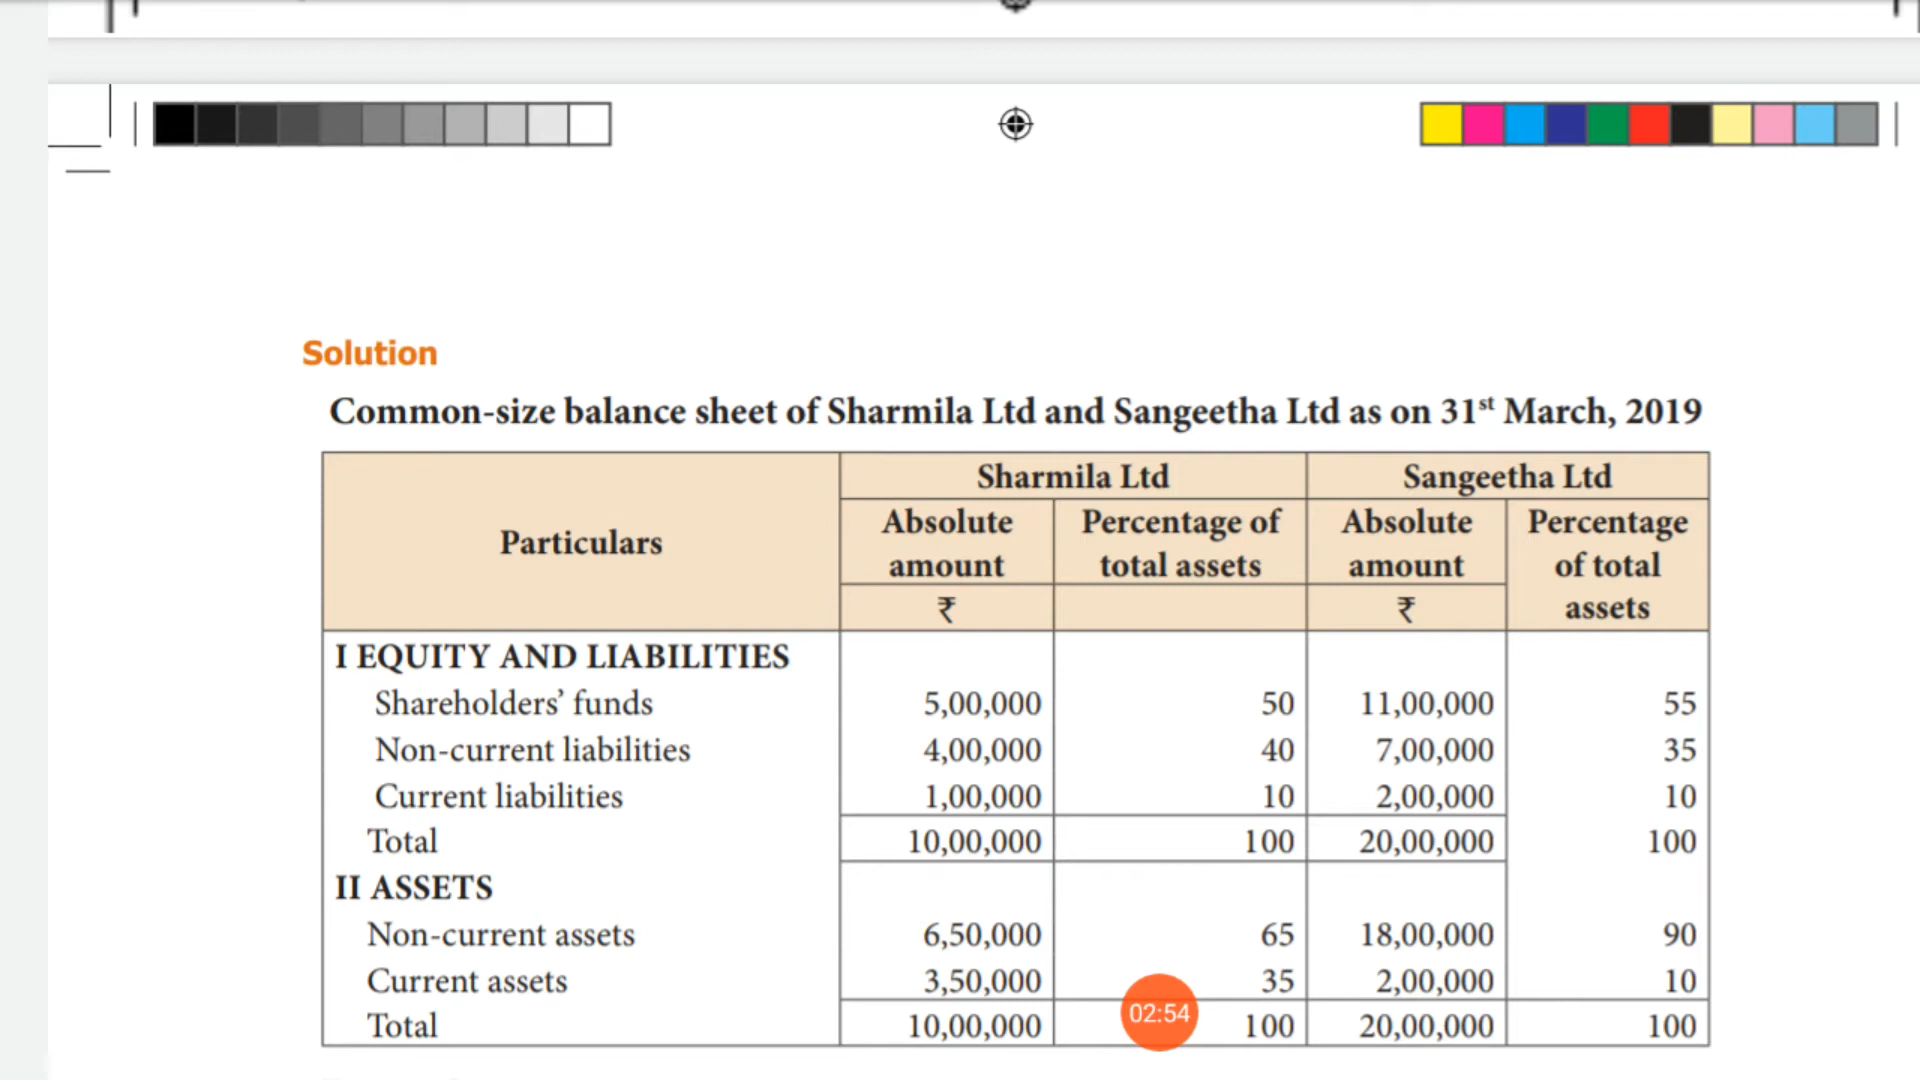 Solution
Common-size balance sheet of Sharmila Ltd and Sangeetha Ltd as on 31st March, 2019
Particulars Sharmila Ltd Sangeetha Ltd
Absolute amount Percentage of total assets Absolute amount Percentage of total assets
₹ ₹
I EQUITY AND LIABILITIES
Shareholders’ funds 5,00,000 50 11,00,000 55
Non-current liabilities 4,00,000 40 7,00,000 35
Current liabilities 1,00,000 10 2,00,000 10
Total 10,00,000 100 20,00,000 100
II ASSETS
Non-current assets 6,50,000 65 18,00,000 90
Current assets 3,50,000 35 2,00,000 10
Total 10,00,000 100 20,00,000 100
02:54